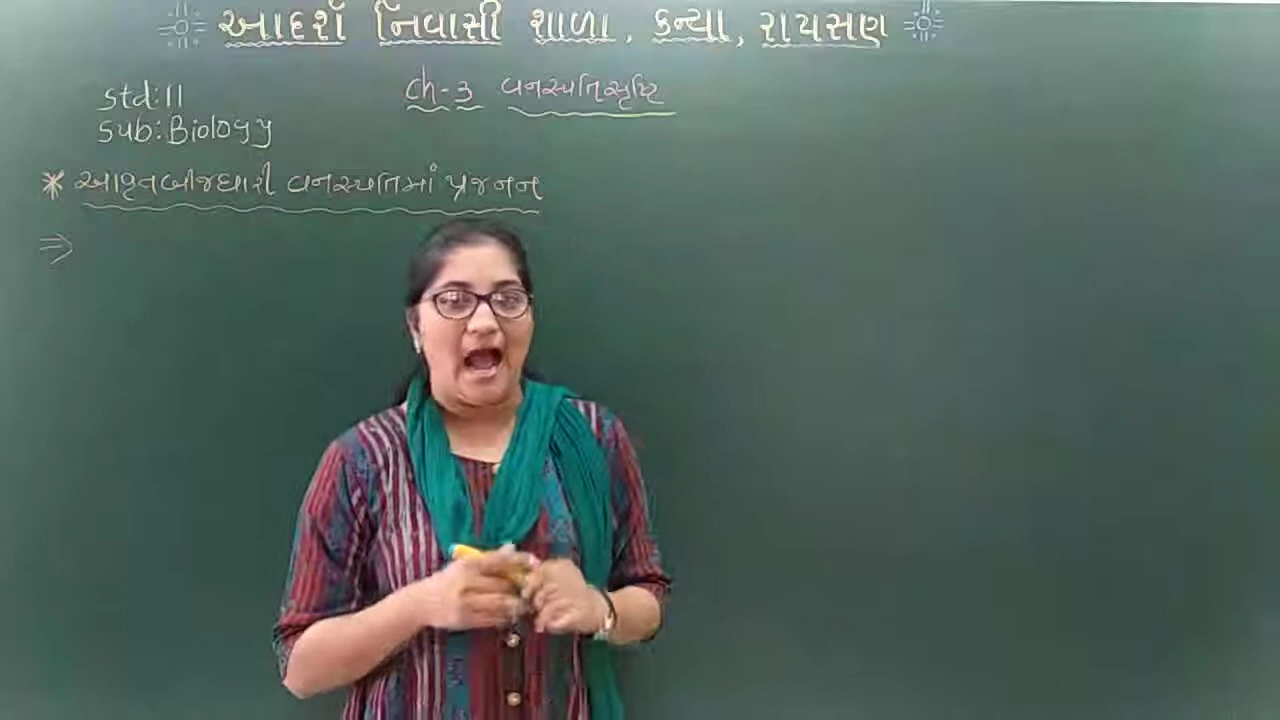 આદર્શ નિવાસી શાળા, કન્યા, રાયસણ
std:11
ch-3 વનસ્પતિસૃષ્ટિ
sub:Biology
* આવૃતબીજધારી વનસ્પતિમાં પ્રજનન
⇒